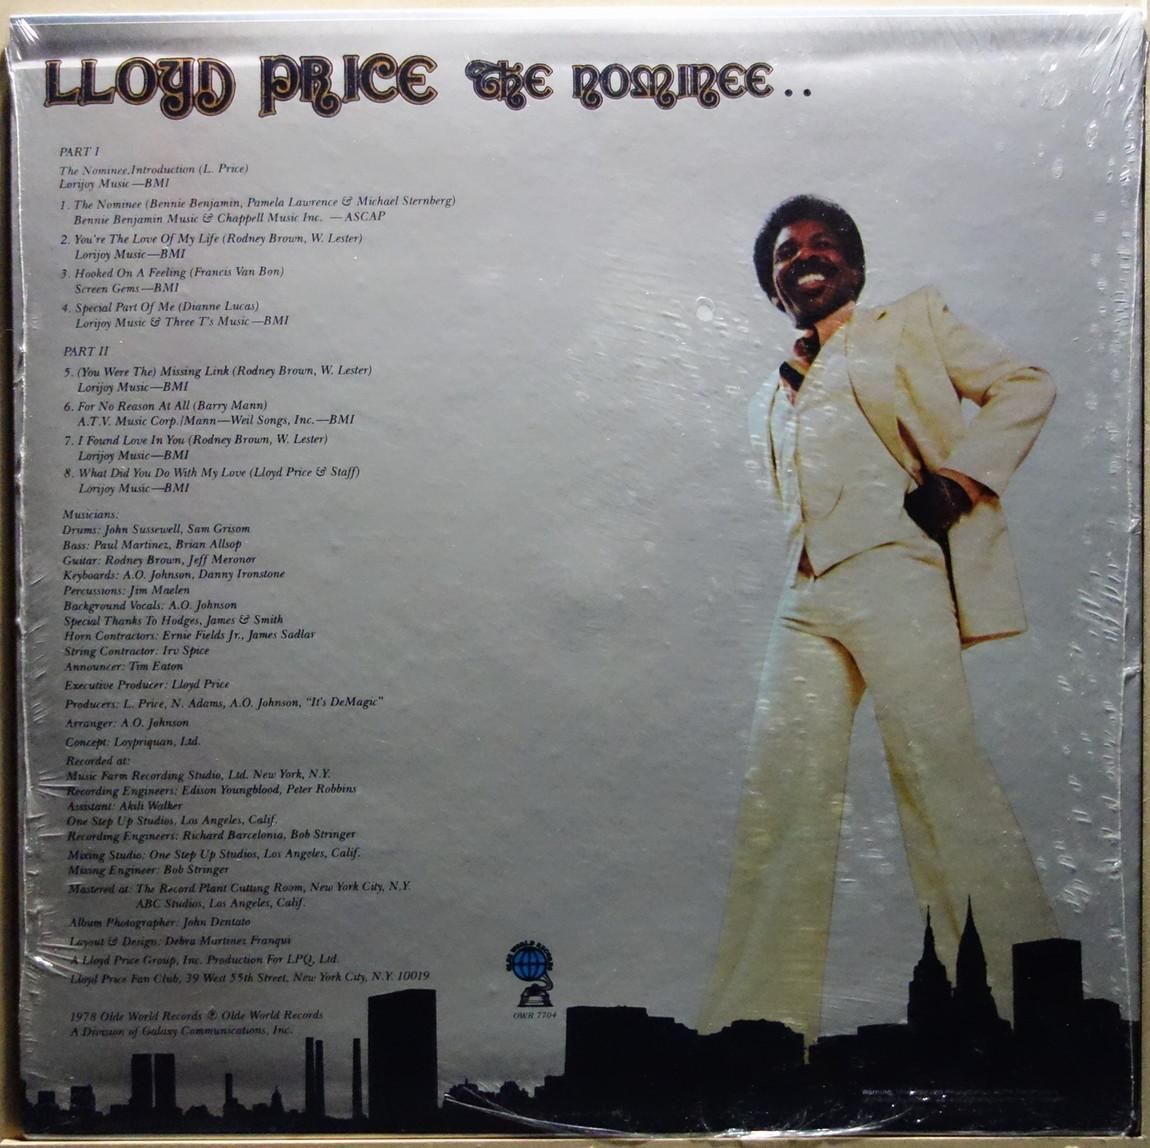 LLOYD PRICE THE NOMINEE..
PART I
The Nominee,Introduction (L. Price)
Lorijoy Music—BMI
1. The Nominee (Bennie Benjamin, Pamela Lawrence & Michael Sternberg)
Bennie Benjamin Music & Chappell Music Inc. —ASCAP
2. You're The Love Of My Life (Rodney Brown, W. Lester)
Lorijoy Music—BMI
3. Hooked On A Feeling (Francis Van Bon)
Screen Gems—BMI
4. Special Part Of Me (Dianne Lucas)
Lorijoy Music & Three T's Music—BMI
PART II
5. (You Were The) Missing Link (Rodney Brown, W. Lester)
Lorijoy Music—BMI
6. For No Reason At All (Barry Mann)
A.T.V. Music Corp./Mann—Weil Songs, Inc.—BMI
7. I Found Love In You (Rodney Brown, W. Lester)
Lorijoy Music—BMI
8. What Did You Do With My Love (Lloyd Price & Staff)
Lorijoy Music—BMI
Musicians:
Drums: John Sussewell, Sam Grisom
Bass: Paul Martinez, Brian Allsop
Guitar: Rodney Brown, Jeff Meronor
Keyboards: A.O. Johnson, Danny Ironstone
Percussions: Jim Maelen
Background Vocals: A.O. Johnson
Special Thanks To Hodges, James & Smith
Horn Contractors: Ernie Fields Jr., James Sadlar
String Contractor: Irv Spice
Announcer: Tim Eaton
Executive Producer: Lloyd Price
Producers: L. Price, N. Adams, A.O. Johnson, "It's DeMagic"
Arranger: A.O. Johnson
Concept: Loypriquan, Ltd.
Recorded at:
Music Farm Recording Studio, Ltd. New York, N.Y.
Recording Engineers: Edison Youngblood, Peter Robbins
Assistant: Akili Walker
One Step Up Studios, Los Angeles, Calif.
Recording Engineers: Richard Barcelonia, Bob Stringer
Mixing Studio: One Step Up Studios, Los Angeles, Calif.
Mixing Engineer: Bob Stringer
Mastered at: The Record Plant Cutting Room, New York City, N.Y.
ABC Studios, Los Angeles, Calif.
Album Photographer: John Dentato
Layout & Design: Debra Martinez Franqui
A Lloyd Price Group, Inc. Production For LPQ, Ltd.
Lloyd Price Fan Club, 39 West 55th Street, New York City, N.Y. 10019
OLDE WORLD RECORDS
OWR 7704
1978 Olde World Records ℗ Olde World Records
A Division of Galaxy Communications, Inc.